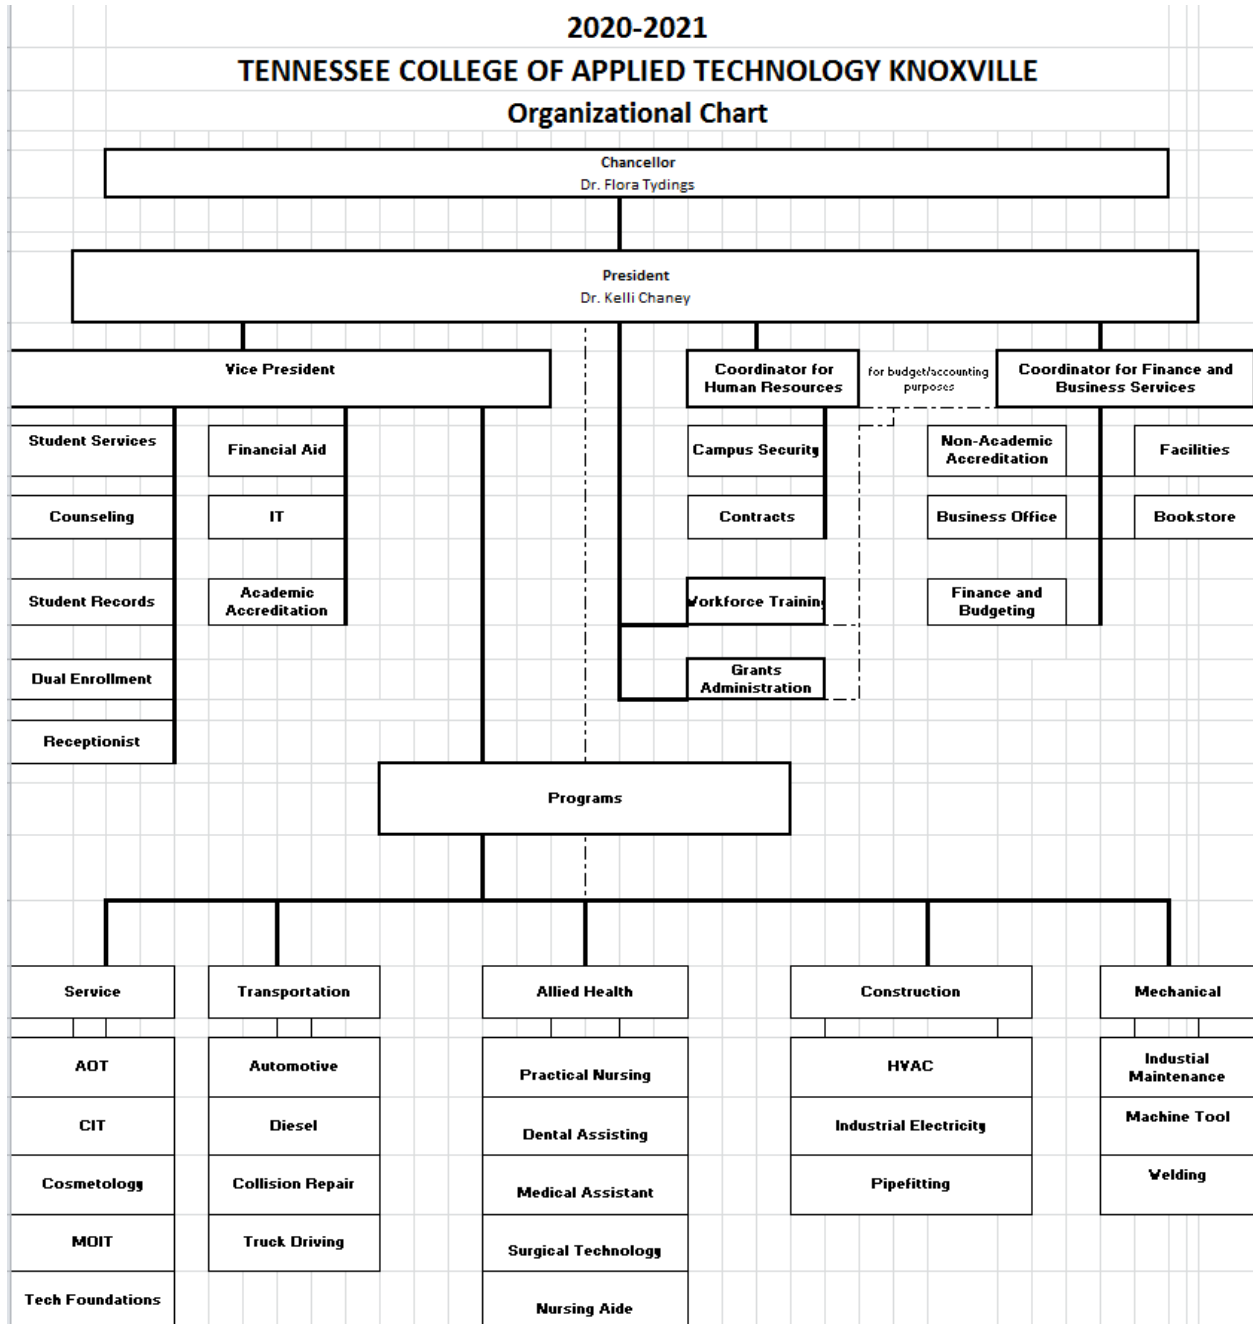 2020-2021
TENNESSEE COLLEGE OF APPLIED TECHNOLOGY KNOXVILLE
Organizational Chart
Chancellor
Dr. Flora Tydings
President
Dr. Kelli Chaney
Vice President
Coordinator for
Human Resources
for budget/accounting
purposes
Coordinator for Finance and
Business Services
Student Services
Financial Aid
Campus Security
Non-Academic
Accreditation
Facilities
Counseling
IT
Contracts
Business Office
Bookstore
Student Records
Academic
Accreditation
Workforce Training
Finance and
Budgeting
Dual Enrollment
Grants
Administration
Receptionist
Programs
Service
Transportation
Allied Health
Construction
Mechanical
AOT
Automotive
Practical Nursing
HVAC
Industial
Maintenance
CIT
Diesel
Dental Assisting
Industrial Electricity
Machine Tool
Cosmetology
Collision Repair
Medical Assistant
Pipefitting
Welding
MOIT
Truck Driving
Surgical Technology
Tech Foundations
Nursing Aide